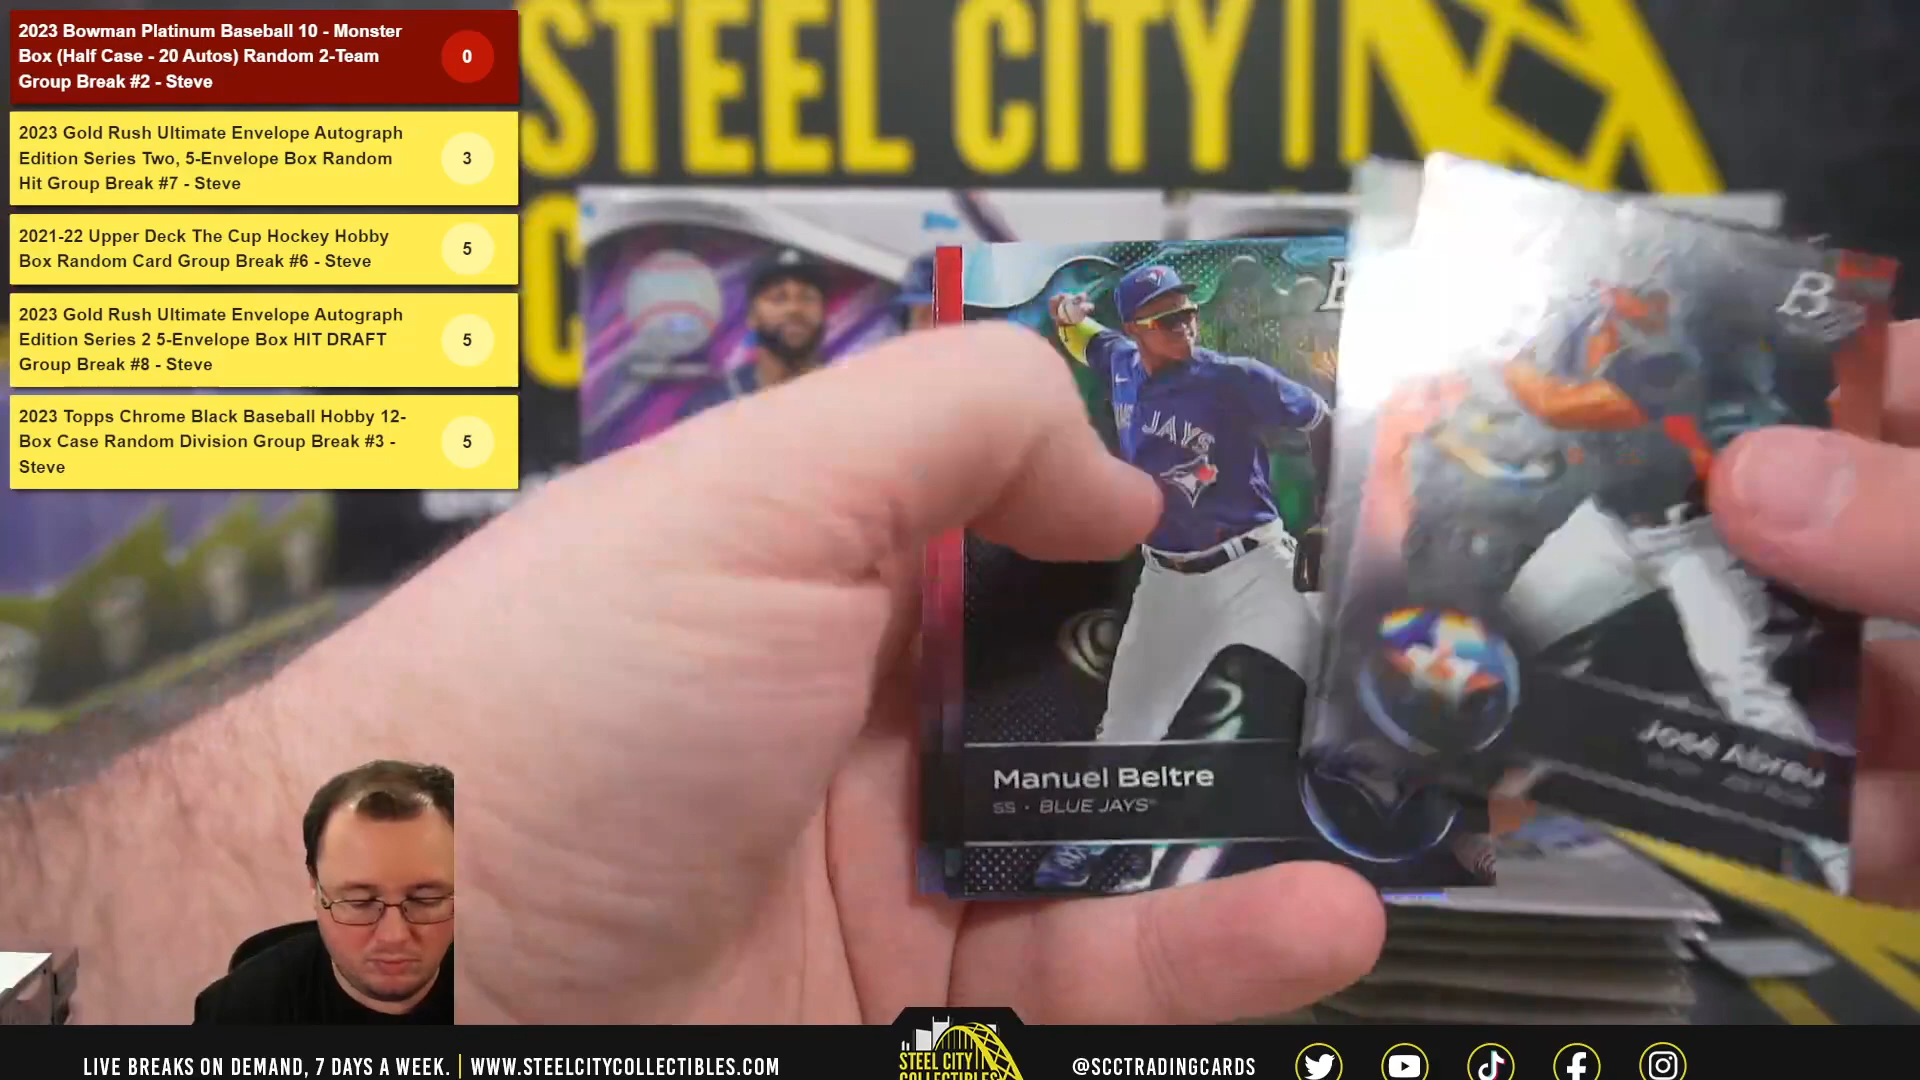 2023 Bowman Platinum Baseball 10 - Monster
Box (Half Case - 20 Autos) Random 2-Team
Group Break #2 - Steve
0
2023 Gold Rush Ultimate Envelope Autograph
Edition Series Two, 5-Envelope Box Random
Hit Group Break #7 - Steve
3
2021-22 Upper Deck The Cup Hockey Hobby
Box Random Card Group Break #6 - Steve
5
2023 Gold Rush Ultimate Envelope Autograph
Edition Series 2 5-Envelope Box HIT DRAFT
Group Break #8 - Steve
5
2023 Topps Chrome Black Baseball Hobby 12-
Box Case Random Division Group Break #3 -
Steve
5
STEEL CITY
JAYS
Manuel Beltre
SS · BLUE JAYS
José Abreu
LIVE BREAKS ON DEMAND, 7 DAYS A WEEK. | WWW.STEELCITYCOLLECTIBLES.COM
STEEL CITY
COLLECTIBLES
@SCCTRADINGCARDS